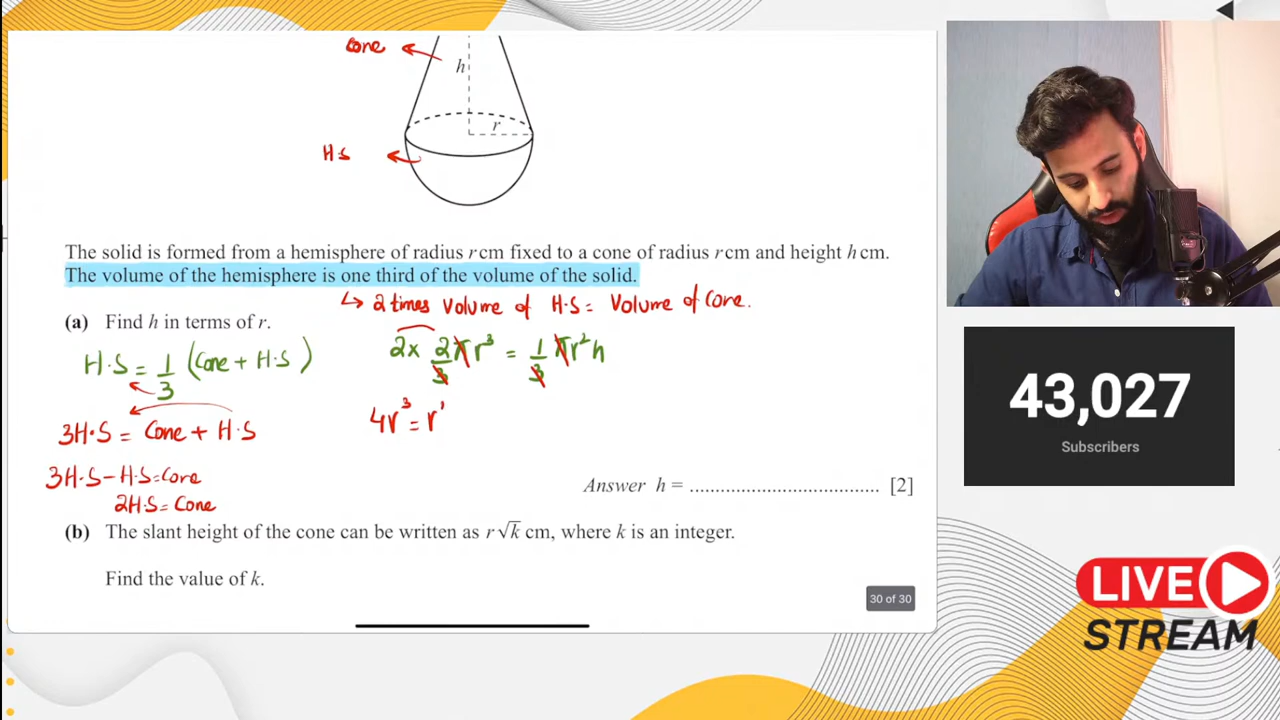 Cone
h
r
H.S
The solid is formed from a hemisphere of radius r cm fixed to a cone of radius r cm and height h cm.
The volume of the hemisphere is one third of the volume of the solid.
↳ 2 times Volume of H.S = Volume of Cone.
(a) Find h in terms of r.
H.S = 1/3 (Cone + H.S)
2 × 2/3 πr³ = 1/3 πr²h
3H.S = Cone + H.S
4r³ = r'
3H.S - H.S = Cone
2H.S = Cone
Answer h = ...................................... [2]
(b) The slant height of the cone can be written as r√k cm, where k is an integer.
Find the value of k.
30 of 30
43,027
Subscribers
LIVE
STREAM